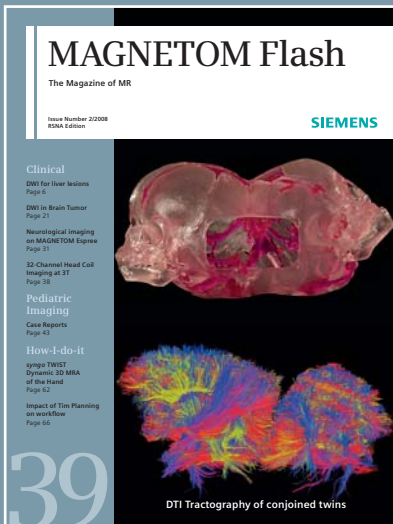 MAGNETOM Flash
The Magazine of MR
Issue Number 2/2008
RSNA Edition
SIEMENS
Clinical
DWI for liver lesions
Page 6
DWI in Brain Tumor
Page 21
Neurological imaging
on MAGNETOM Espree
Page 31
32-Channel Head Coil
Imaging at 3T
Page 38
Pediatric
Imaging
Case Reports
Page 43
How-I-do-it
syngo TWIST
Dynamic 3D MRA
of the Hand
Page 62
Impact of Tim Planning
on workflow
Page 66
39
DTI Tractography of conjoined twins